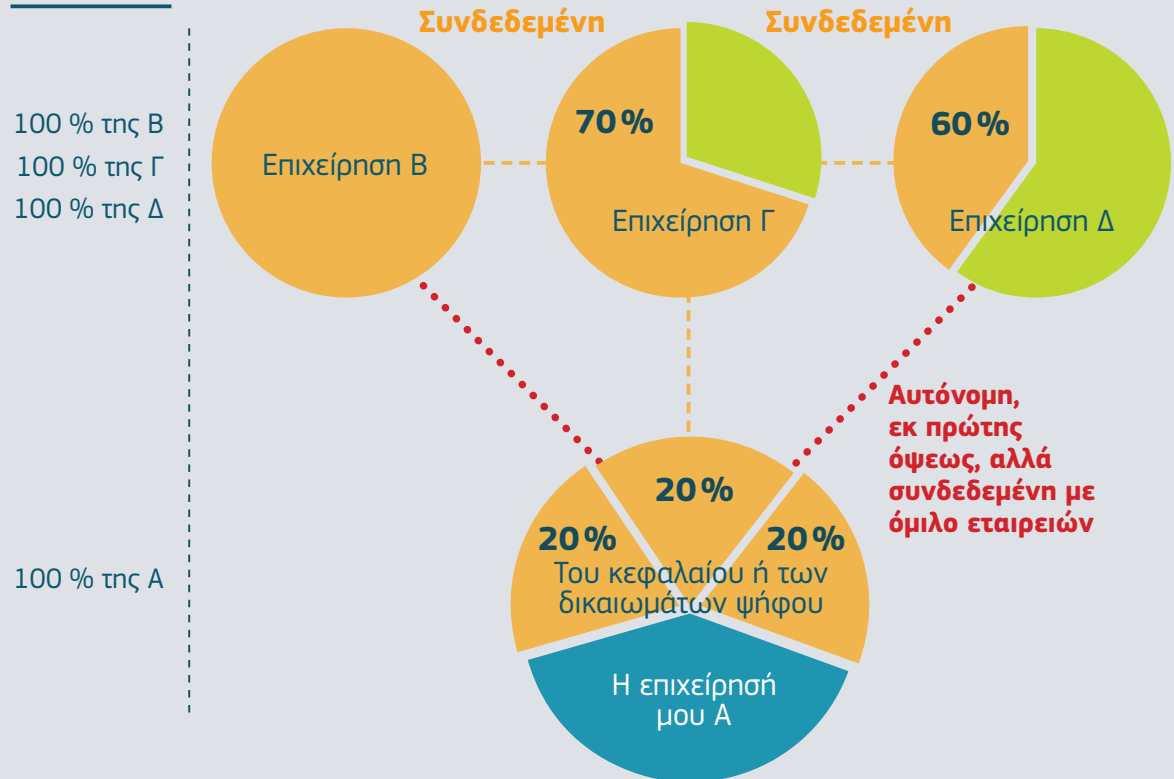 Συνδεδεμένη
Συνδεδεμένη
100 % της Β
100 % της Γ
100 % της Δ
Επιχείρηση Β
70 %
Επιχείρηση Γ
60 %
Επιχείρηση Δ
Αυτόνομη,
εκ πρώτης
όψεως, αλλά
συνδεδεμένη με
όμιλο εταιρειών
100 % της Α
20 %
20 %
20 %
Του κεφαλαίου ή των
δικαιωμάτων ψήφου
Η επιχείρησή
μου Α